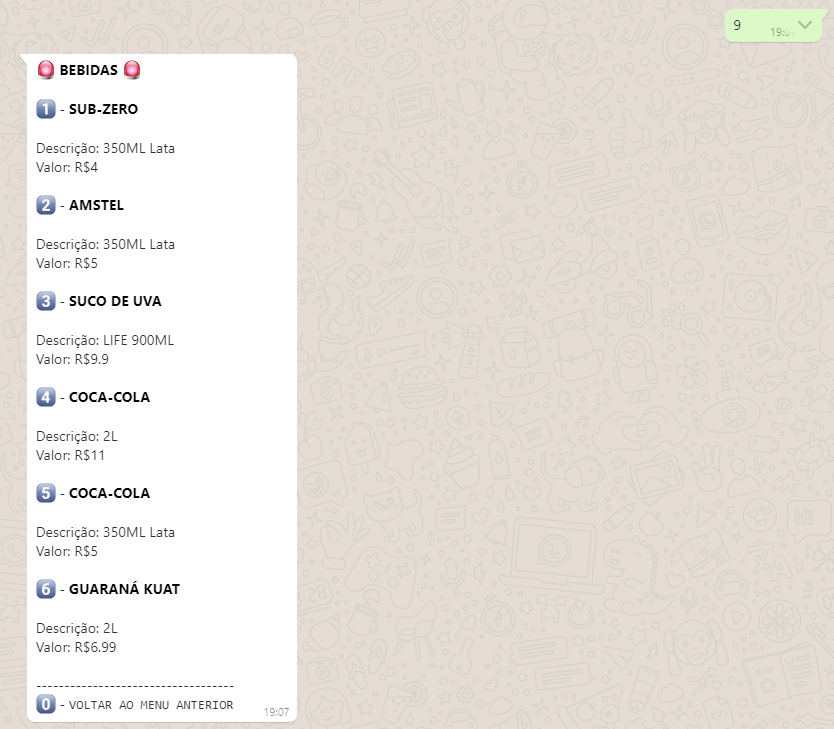 9
19:07
🚨 BEBIDAS 🚨
1️⃣ - SUB-ZERO
Descrição: 350ML Lata
Valor: R$4
2️⃣ - AMSTEL
Descrição: 350ML Lata
Valor: R$5
3️⃣ - SUCO DE UVA
Descrição: LIFE 900ML
Valor: R$9.9
4️⃣ - COCA-COLA
Descrição: 2L
Valor: R$11
5️⃣ - COCA-COLA
Descrição: 350ML Lata
Valor: R$5
6️⃣ - GUARANÁ KUAT
Descrição: 2L
Valor: R$6.99
----------------------------------
0️⃣ - VOLTAR AO MENU ANTERIOR
19:07